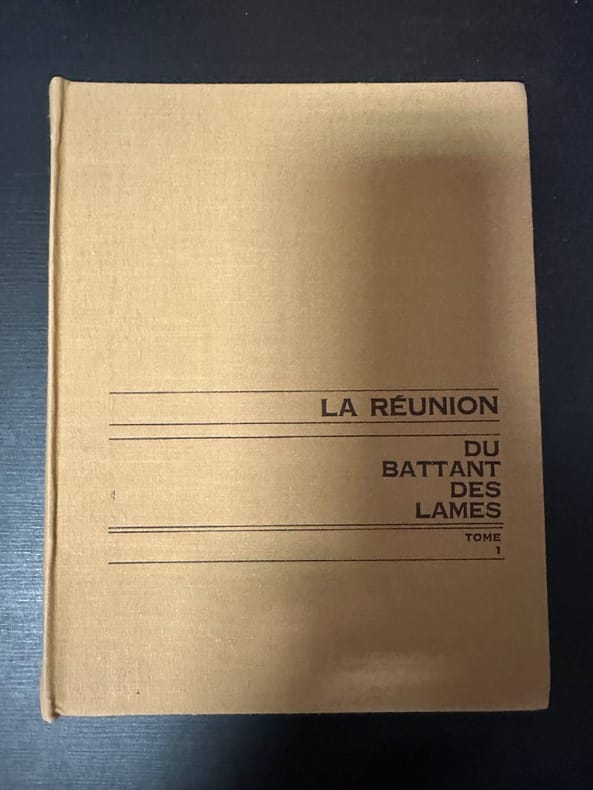 LA RÉUNION
DU
BATTANT
DES
LAMES
TOME
1